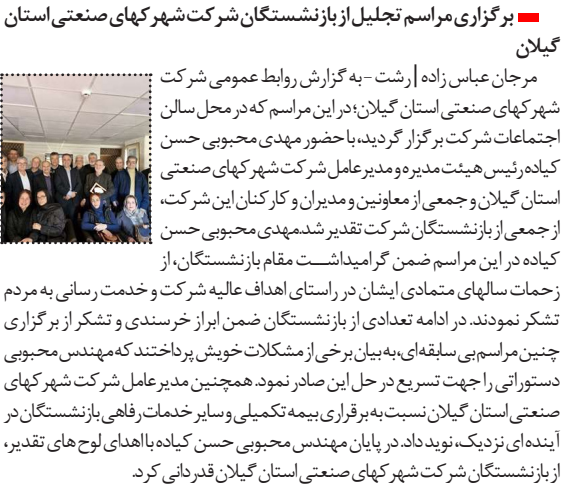 برگزاری مراسم تجلیل از بازنشستگان شرکت شهرکهای صنعتی استان
گیلان
مرجان عباس زاده | رشت - به گزارش روابط عمومی شرکت
شهرکهای صنعتی استان گیلان؛ در این مراسم که در محل سالن
اجتماعات شرکت برگزار گردید، با حضور مهدی محبوبی حسن
کیاده رئیس هیئت مدیره و مدیرعامل شرکت شهرکهای صنعتی
استان گیلان و جمعی از معاونین و مدیران و کارکنان این شرکت،
از جمعی از بازنشستگان شرکت تقدیر شد. مهدی محبوبی حسن
کیاده در این مراسم ضمن گرامیداشت مقام بازنشستگان، از
زحمات سالهای متمادی ایشان در راستای اهداف عالیه شرکت و خدمت رسانی به مردم
تشکر نمودند. در ادامه تعدادی از بازنشستگان ضمن ابراز خرسندی و تشکر از برگزاری
چنین مراسم بی سابقه ای، به بیان برخی از مشکلات خویش پرداختند که مهندس محبوبی
دستوراتی را جهت تسریع در حل این صادر نمود. همچنین مدیرعامل شرکت شهرکهای
صنعتی استان گیلان نسبت به برقراری بیمه تکمیلی و سایر خدمات رفاهی بازنشستگان در
آینده ای نزدیک، نوید داد. در پایان مهندس محبوبی حسن کیاده با اهدای لوح های تقدیر،
از بازنشستگان شرکت شهرکهای صنعتی استان گیلان قدردانی کرد.